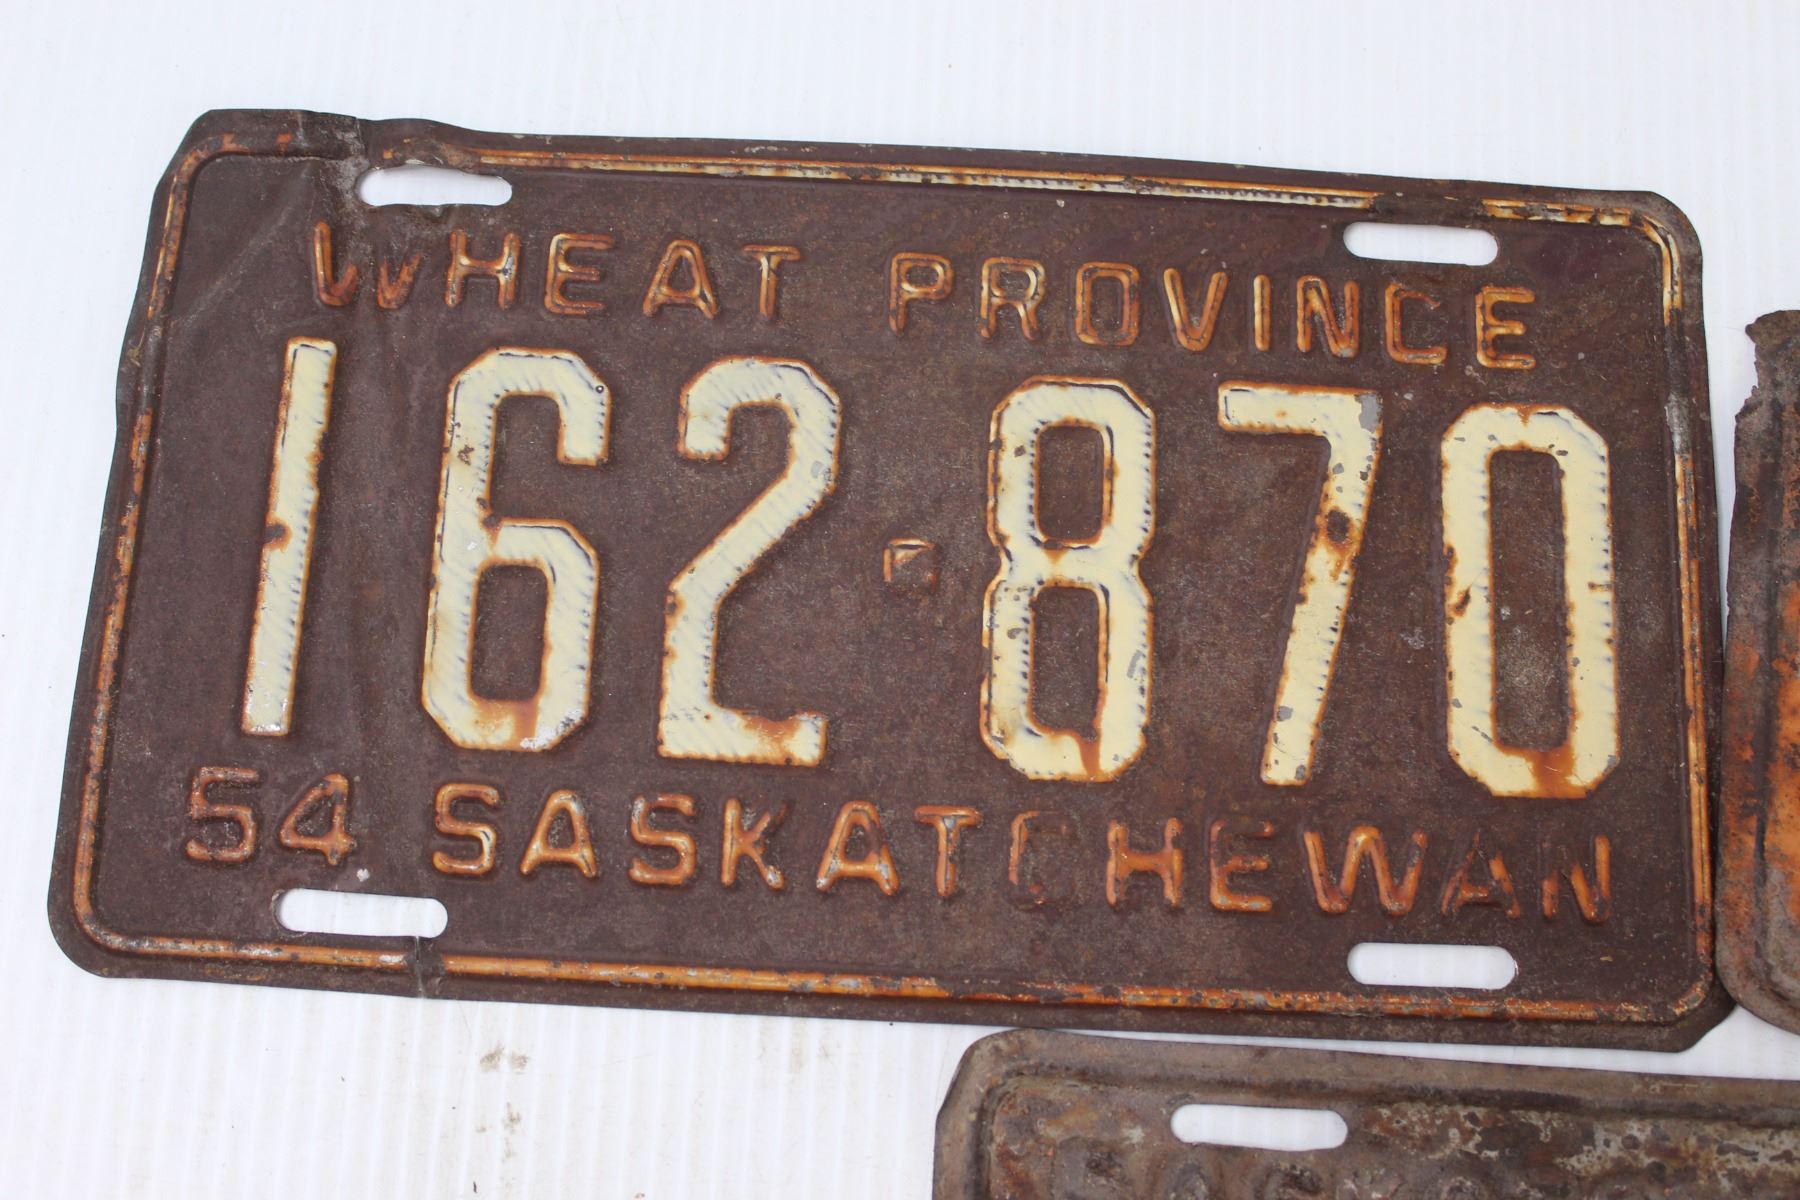 WHEAT PROVINCE
162-870
54 SASKATCHEWAN